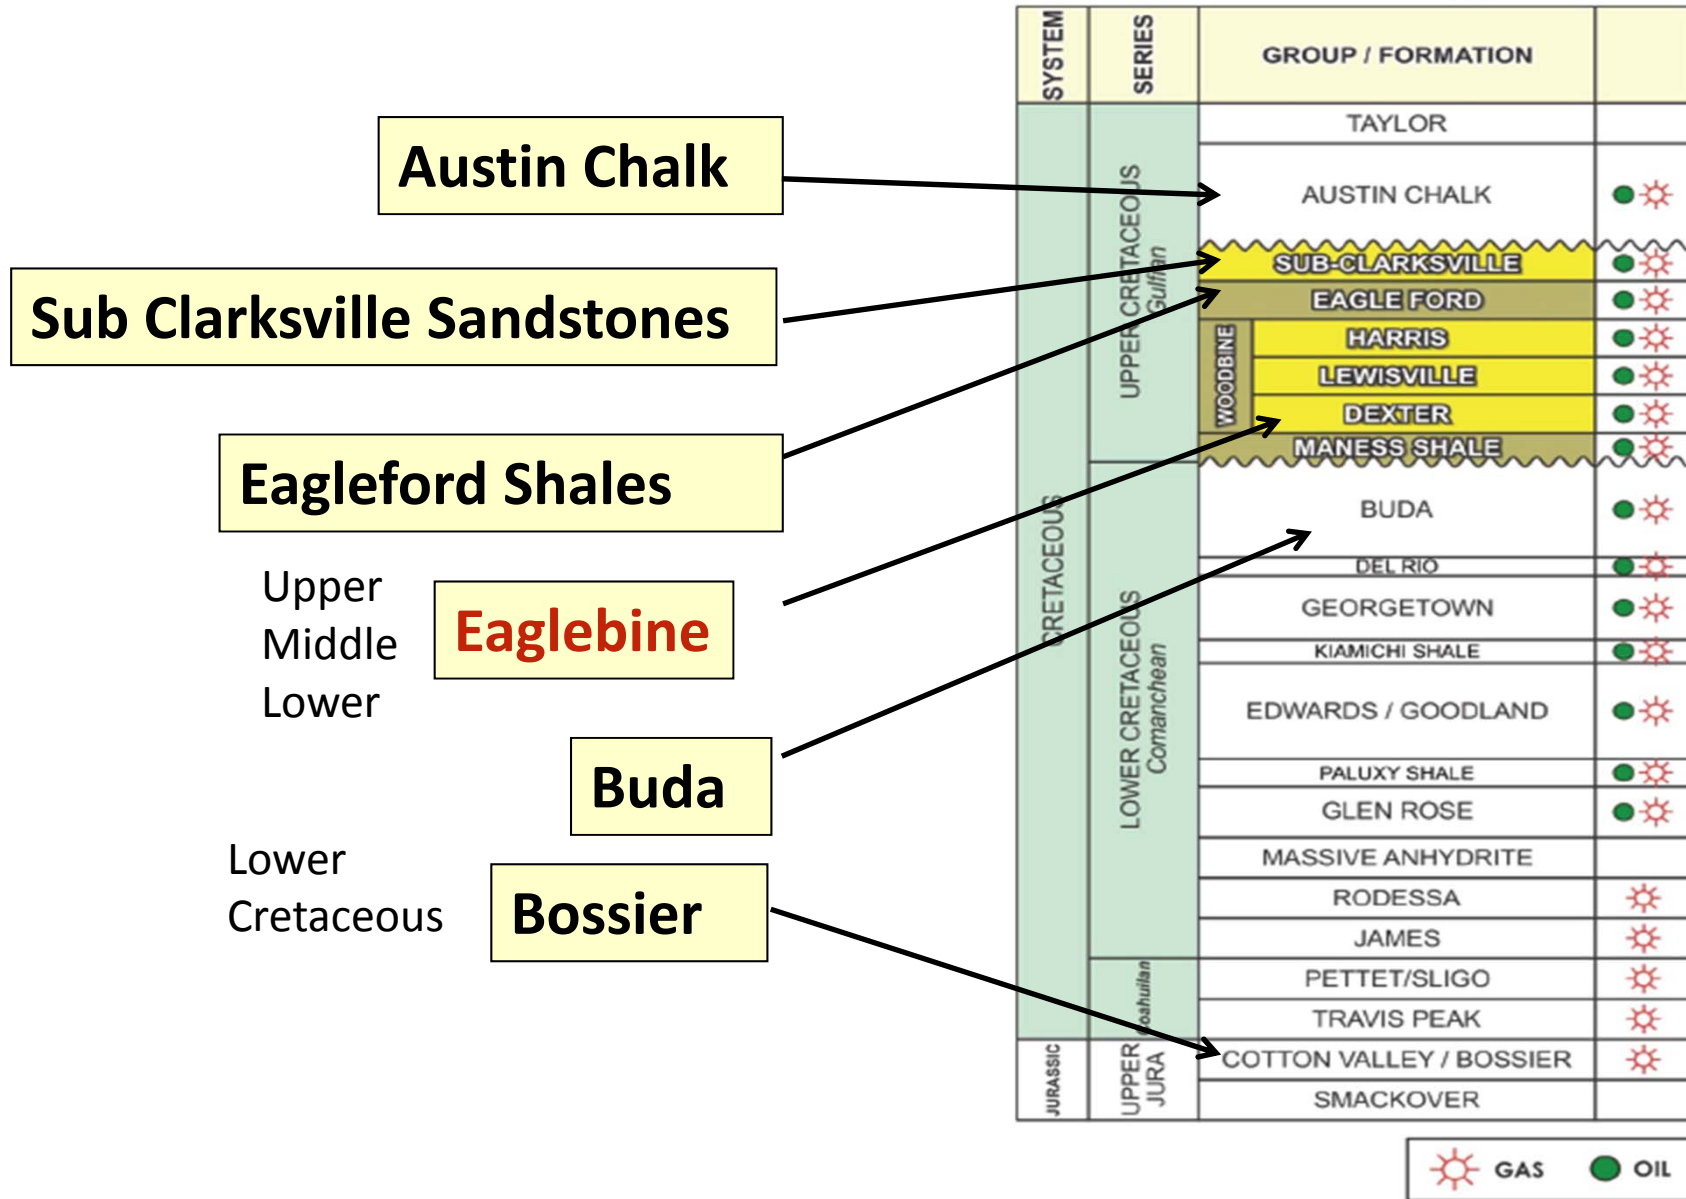 Austin Chalk
Sub Clarksville Sandstones
Eagleford Shales
Upper
Middle
Lower
Eaglebine
Buda
Lower
Cretaceous
Bossier
SYSTEM
SERIES
GROUP / FORMATION
CRETACEOUS
JURASSIC
UPPER CRETACEOUS
Gulfian
LOWER CRETACEOUS
Comanchean
Coahuilan
UPPER
JURA
TAYLOR
AUSTIN CHALK
SUB-CLARKSVILLE
EAGLE FORD
WOODBINE
HARRIS
LEWISVILLE
DEXTER
MANESS SHALE
BUDA
DEL RIO
GEORGETOWN
KIAMICHI SHALE
EDWARDS / GOODLAND
PALUXY SHALE
GLEN ROSE
MASSIVE ANHYDRITE
RODESSA
JAMES
PETTET/SLIGO
TRAVIS PEAK
COTTON VALLEY / BOSSIER
SMACKOVER
GAS
OIL